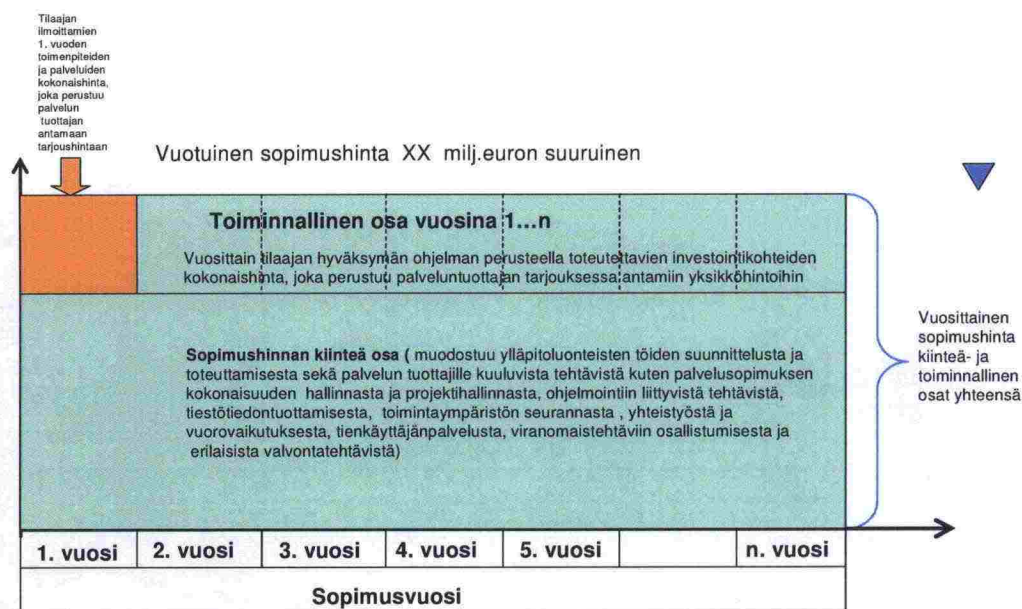 Tilaajan
ilmoittamien
1. vuoden
toimenpiteiden
ja palveluiden
kokonaishinta,
joka perustuu
palvelun
tuottajan
antamaan
tarjoushintaan
Vuotuinen sopimushinta XX milj.euron suuruinen
Toiminnallinen osa vuosina 1...n
Vuosittain tilaajan hyväksymän ohjelman perusteella toteutettavien investointikohteiden
kokonaishinta, joka perustuu palveluntuottajan tarjouksessa antamiin yksikköhintoihin
Sopimushinnan kiinteä osa ( muodostuu ylläpitoluonteisten töiden suunnittelusta ja
toteuttamisesta sekä palvelun tuottajille kuuluvista tehtävistä kuten palvelusopimuksen
kokonaisuuden hallinnasta ja projektihallinnasta, ohjelmointiin liittyvistä tehtävistä,
tiestötiedontuottamisesta, toimintaympäristön seurannasta , yhteistyöstä ja
vuorovaikutuksesta, tienkäyttäjänpalvelusta, viranomaistehtäviin osallistumisesta ja
erilaisista valvontatehtävistä)
Vuosittainen
sopimushinta
kiinteä- ja
toiminnallinen
osat yhteensä
1. vuosi 2. vuosi 3. vuosi 4. vuosi 5. vuosi n. vuosi
Sopimusvuosi